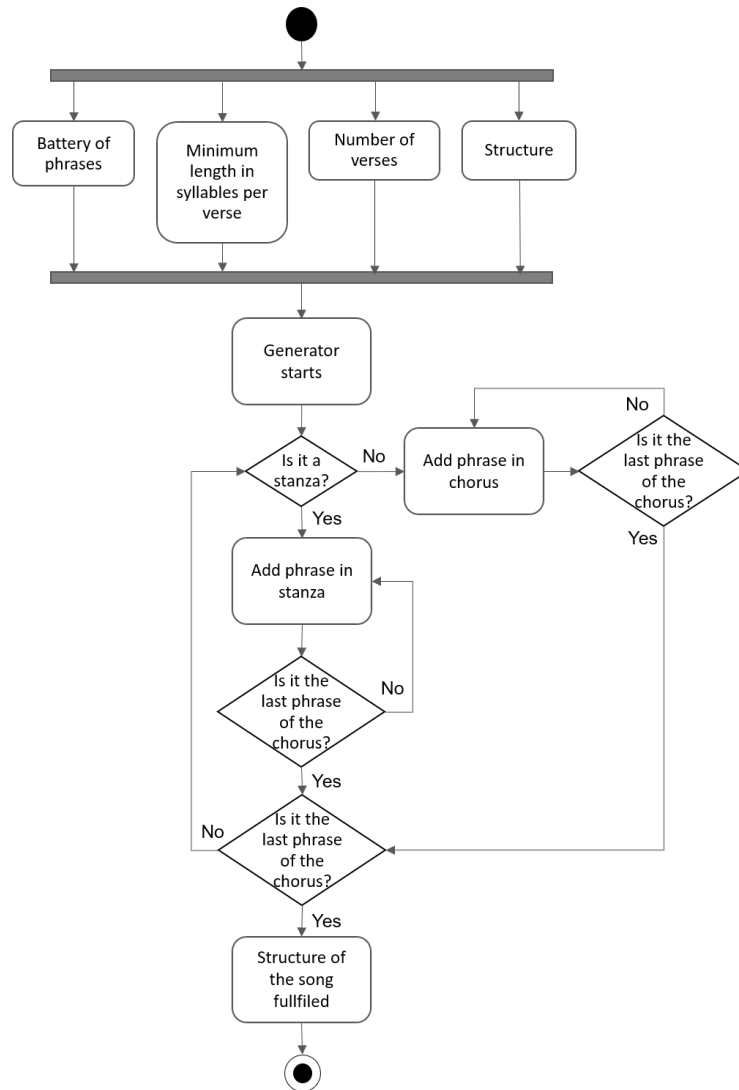 Battery of
phrases
Minimum
length in
syllables per
verse
Number of
verses
Structure
Generator
starts
Is it a
stanza?
No
Add phrase in
chorus
No
Is it the
last phrase
of the
chorus?
Yes
Yes
Add phrase in
stanza
Is it the
last phrase
of the
chorus?
No
Yes
Is it the
last phrase
of the
chorus?
No
Yes
Structure of
the song
fullfiled